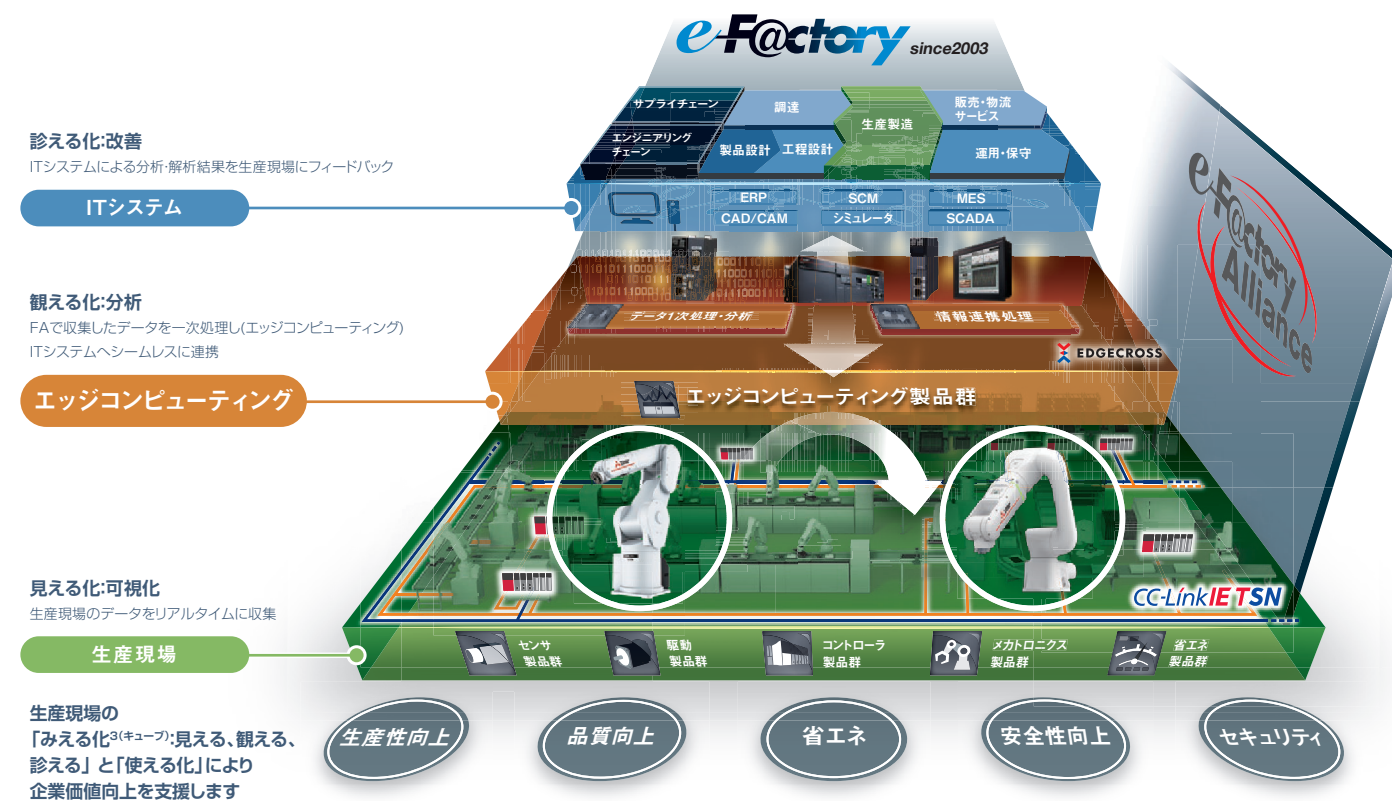 e-F@ctory since2003
サプライチェーン
調達
生産製造
販売・物流
サービス
エンジニアリング
チェーン
製品設計
工程設計
運用・保守
診える化:改善
ITシステムによる分析・解析結果を生産現場にフィードバック
ITシステム
ERP
SCM
MES
CAD/CAM
シミュレータ
SCADA
e-F@ctory
Alliance
観える化:分析
FAで収集したデータを一次処理し(エッジコンピューティング)
ITシステムへシームレスに連携
エッジコンピューティング
データ1次処理・分析
情報連携処理
EDGECROSS
エッジコンピューティング製品群
見える化:可視化
生産現場のデータをリアルタイムに収集
生産現場
CC-Link IE TSN
センサ
製品群
駆動
製品群
コントローラ
製品群
メカトロニクス
製品群
省エネ
製品群
生産現場の
「みえる化3(キューブ):見える、観える、
診える」 と「使える化」により
企業価値向上を支援します
生産性向上
品質向上
省エネ
安全性向上
セキュリティ